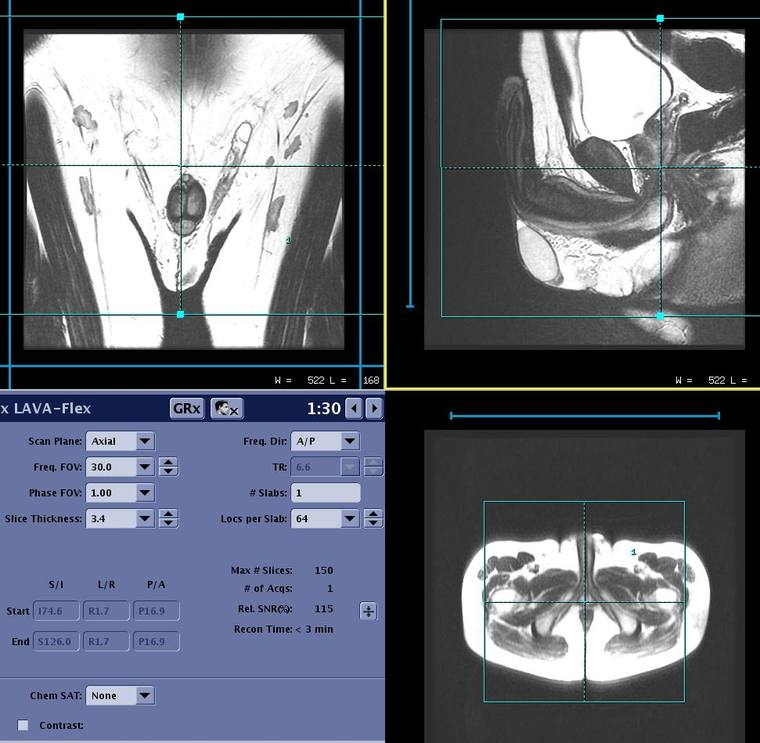 1
W = 522 L = 168
W = 522 L =
x LAVA-Flex GRx x 1:30
Scan Plane: Axial Freq. Dir: A/P
Freq. FOV: 30.0 TR: 6.6
Phase FOV: 1.00 # Slabs: 1
Slice Thickness: 3.4 Locs per Slab: 64
Max # Slices: 150
S/I L/R P/A # of Acqs: 1
Start I74.6 R1.7 P16.9 Rel. SNR(%): 115
Recon Time: < 3 min
End S126.0 R1.7 P16.9
Chem SAT: None
Contrast:
1